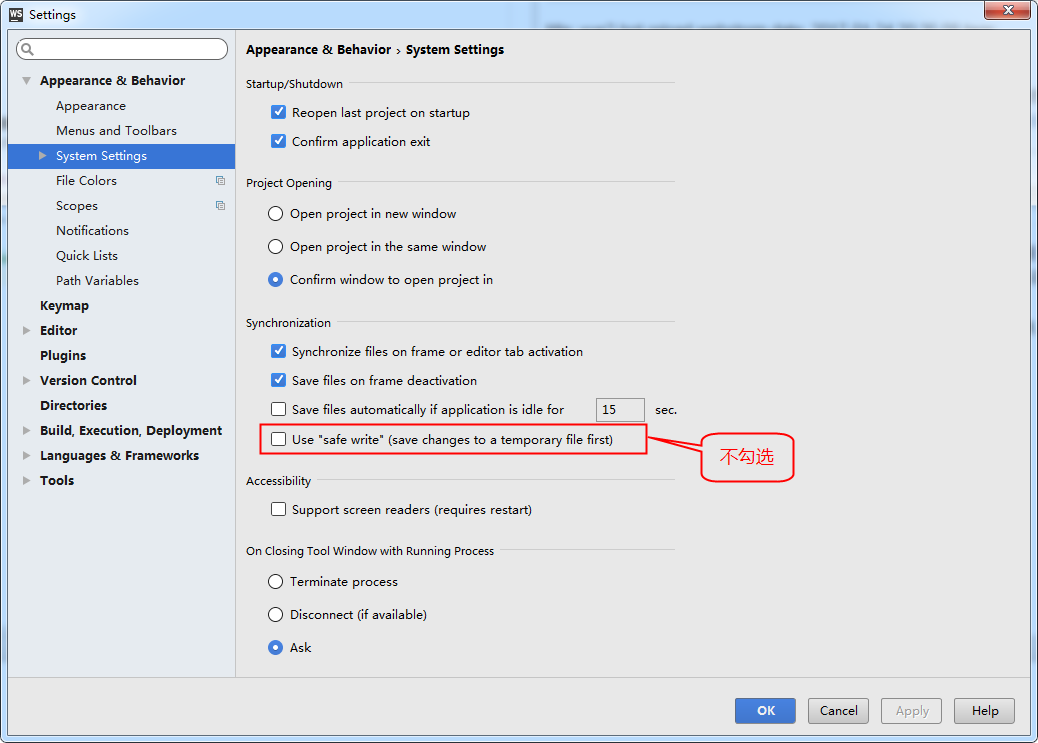 WS Settings
Appearance & Behavior
Appearance
Menus and Toolbars
System Settings
File Colors
Scopes
Notifications
Quick Lists
Path Variables
Keymap
Editor
Plugins
Version Control
Directories
Build, Execution, Deployment
Languages & Frameworks
Tools
Appearance & Behavior › System Settings
Startup/Shutdown
Reopen last project on startup
Confirm application exit
Project Opening
Open project in new window
Open project in the same window
Confirm window to open project in
Synchronization
Synchronize files on frame or editor tab activation
Save files on frame deactivation
Save files automatically if application is idle for 15 sec.
Use "safe write" (save changes to a temporary file first)
不勾选
Accessibility
Support screen readers (requires restart)
On Closing Tool Window with Running Process
Terminate process
Disconnect (if available)
Ask
OK Cancel Apply Help